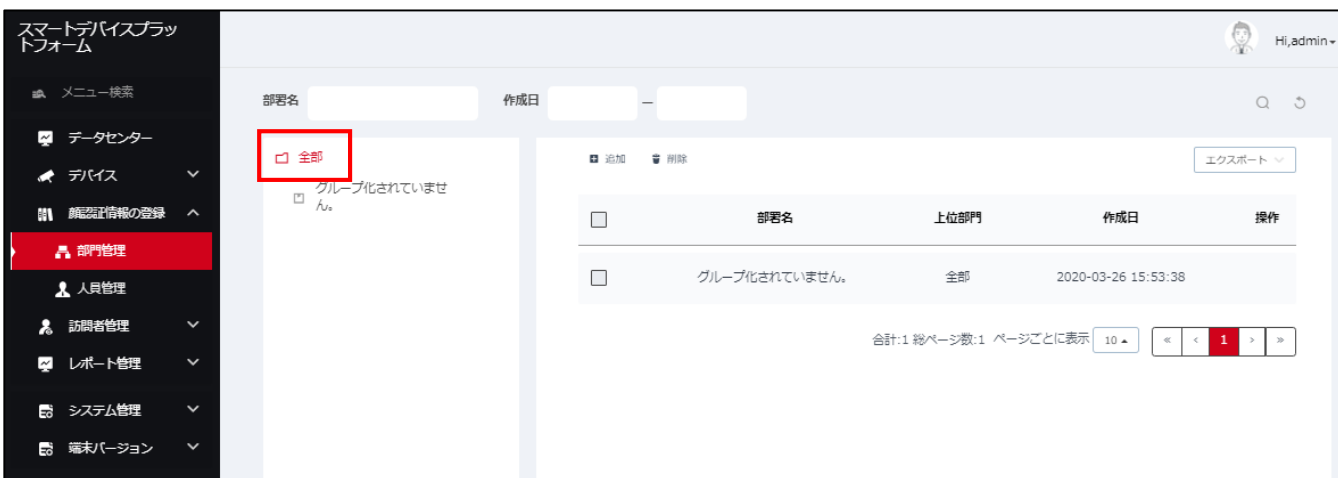 スマートデバイスプラッ
トフォーム
Hi,admin
メニュー検索
部署名
作成日
—
データセンター
デバイス
顔認証情報の登録
部門管理
人員管理
訪問者管理
レポート管理
システム管理
端末バージョン
全部
グループ化されていませ
ん。
追加 削除
エクスポート
部署名 上位部門 作成日 操作
グループ化されていません。 全部 2020-03-26 15:53:38
合計:1 総ページ数:1 ページごとに表示 10 « < 1 > »